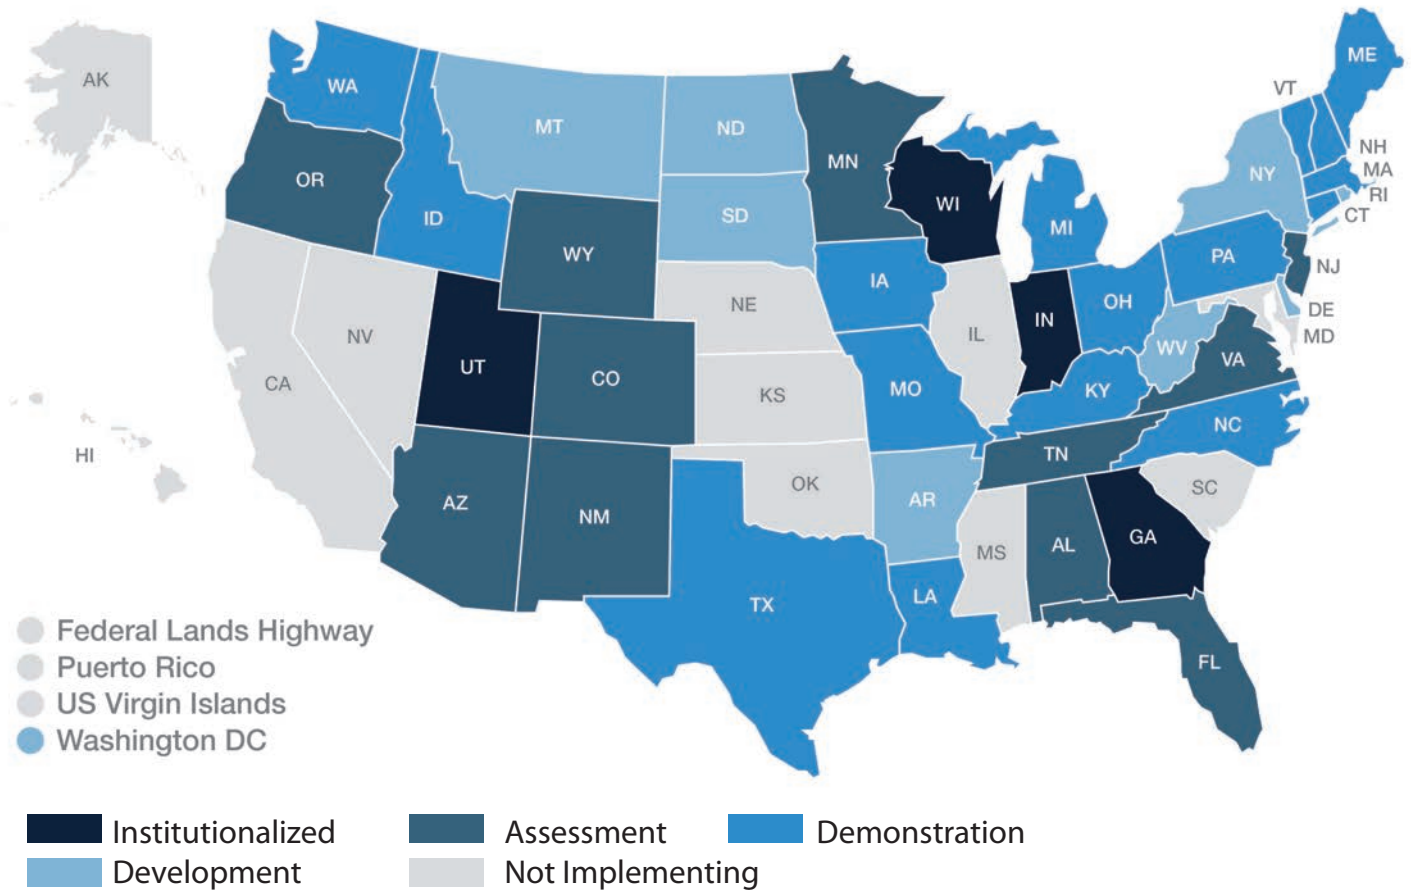 ME
AK
WA
VT
MT
ND
NH
MN
MA
OR
NY
RI
WI
ID
SD
CT
MI
WY
PA
NJ
IA
NE
OH
DE
IN
NV
IL
MD
WV
VA
UT
CO
CA
MO
KY
KS
NC
HI
TN
OK
SC
AZ
AR
NM
GA
AL
MS
LA
TX
FL
Federal Lands Highway
Puerto Rico
US Virgin Islands
Washington DC
Institutionalized
Assessment
Demonstration
Development
Not Implementing